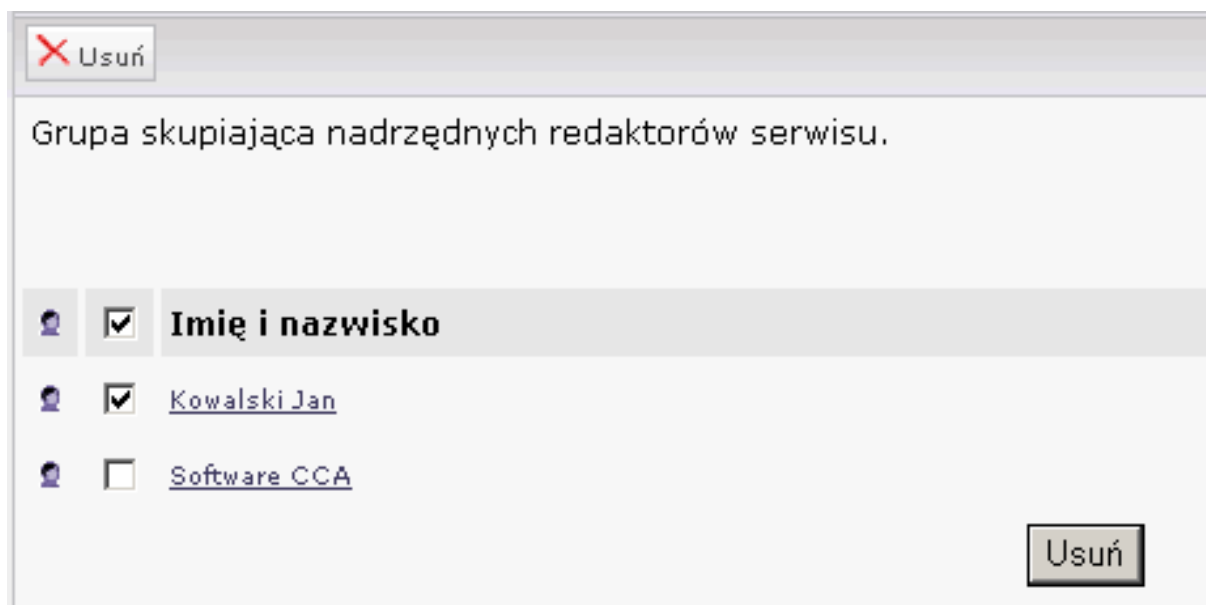 Usuń
Grupa skupiająca nadrzędnych redaktorów serwisu.
Imię i nazwisko
Kowalski Jan
Software CCA
Usuń